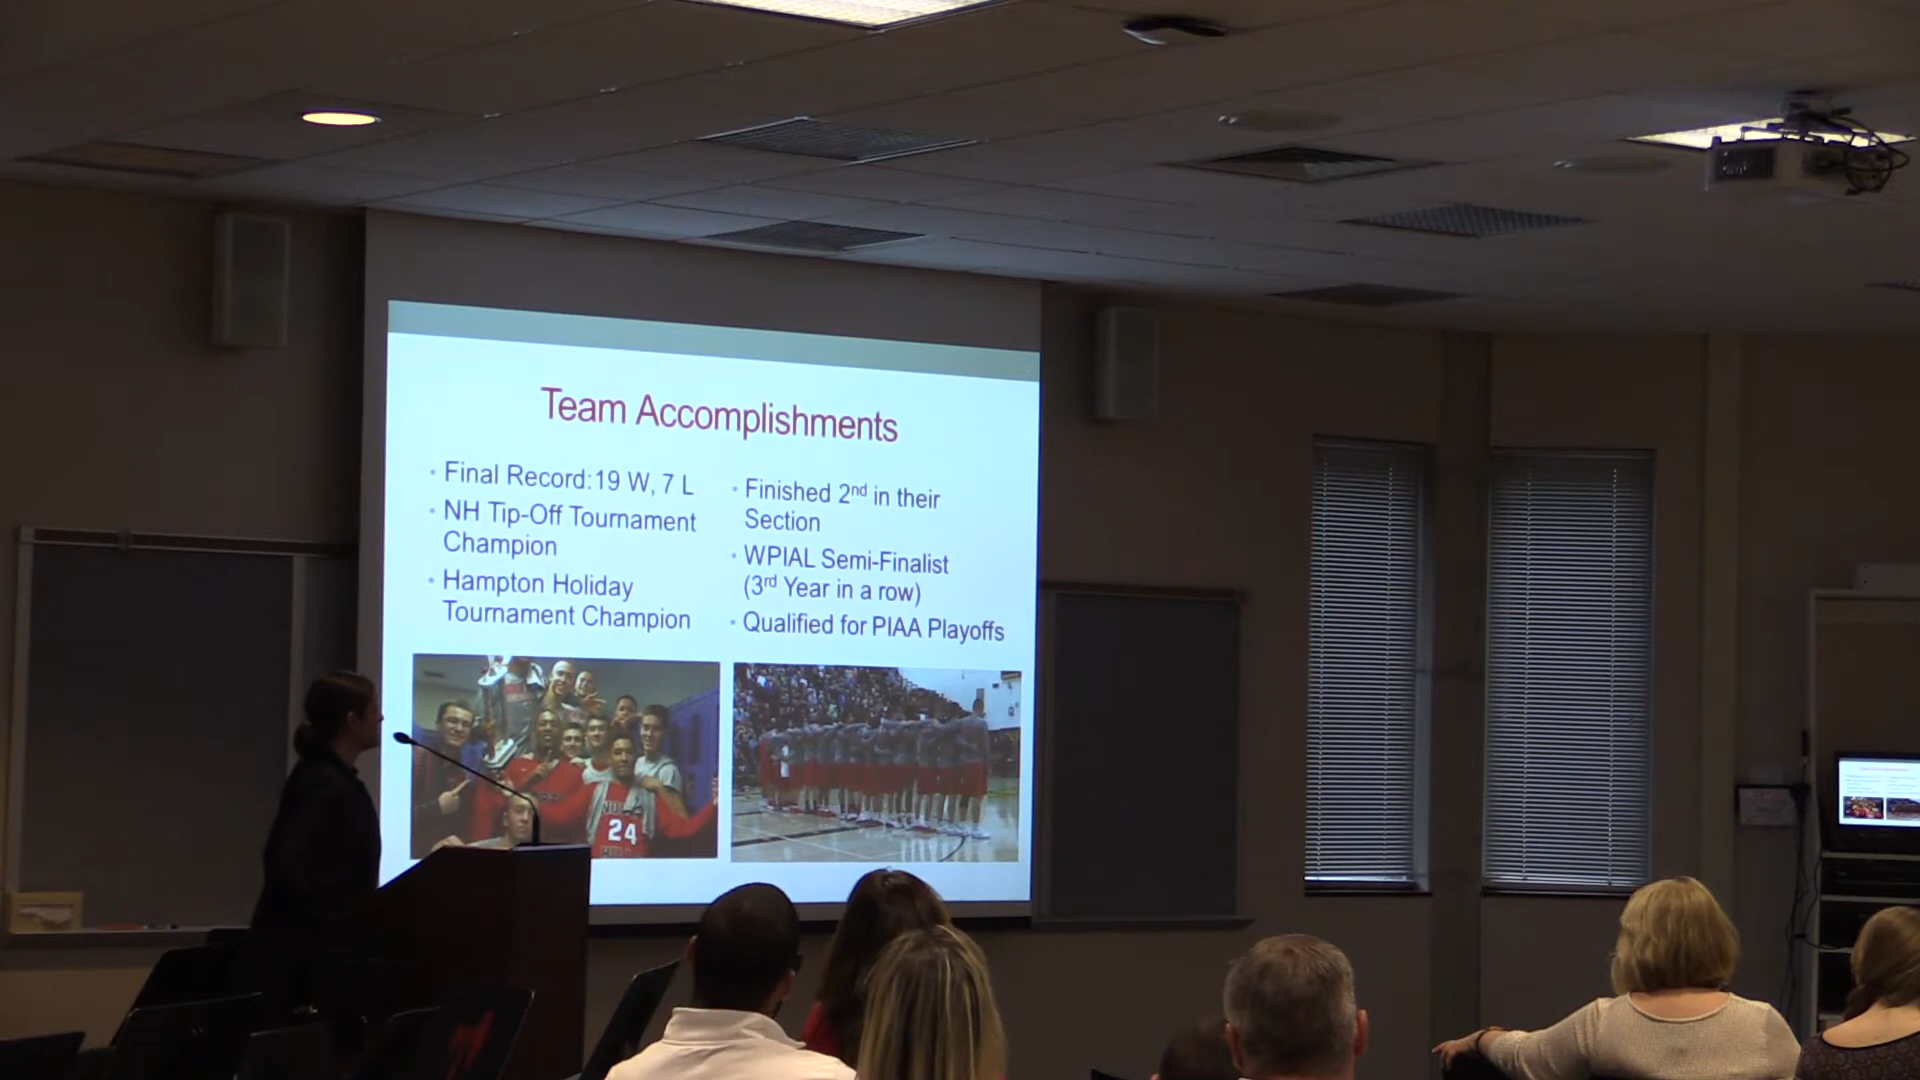 Team Accomplishments
• Final Record:19 W, 7 L
• NH Tip-Off Tournament
Champion
• Hampton Holiday
Tournament Champion
• Finished 2nd in their
Section
• WPIAL Semi-Finalist
(3rd Year in a row)
• Qualified for PIAA Playoffs
24